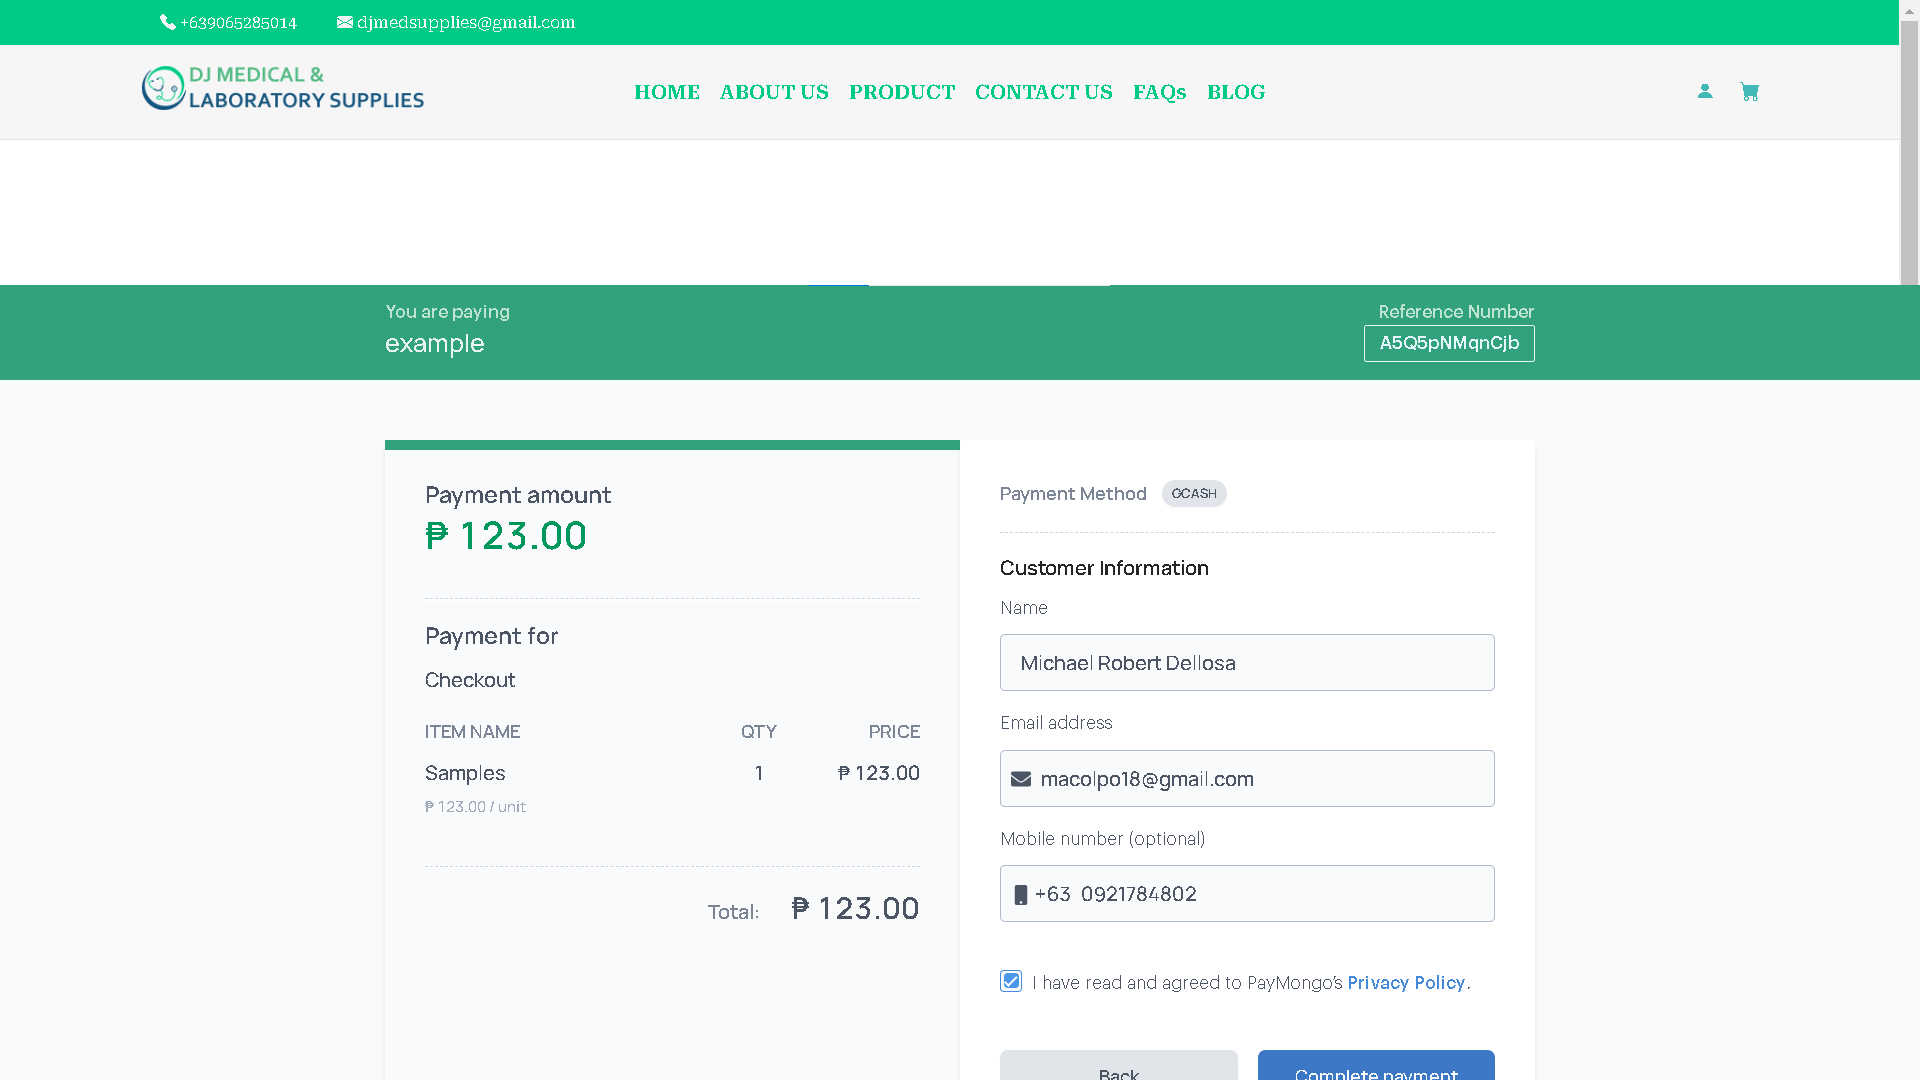 +639065285014 djmedsupplies@gmail.com
DJ MEDICAL &
LABORATORY SUPPLIES
HOME ABOUT US PRODUCT CONTACT US FAQs BLOG
You are paying
example
Reference Number
A5Q5pNMqnCjb
Payment amount
₱ 123.00
Payment for
Checkout
ITEM NAME QTY PRICE
Samples 1 ₱ 123.00
₱ 123.00 / unit
Total: ₱ 123.00
Payment Method GCASH
Customer Information
Name
Michael Robert Dellosa
Email address
macolpo18@gmail.com
Mobile number (optional)
+63 0921784802
I have read and agreed to PayMongo’s Privacy Policy.
Back Complete payment